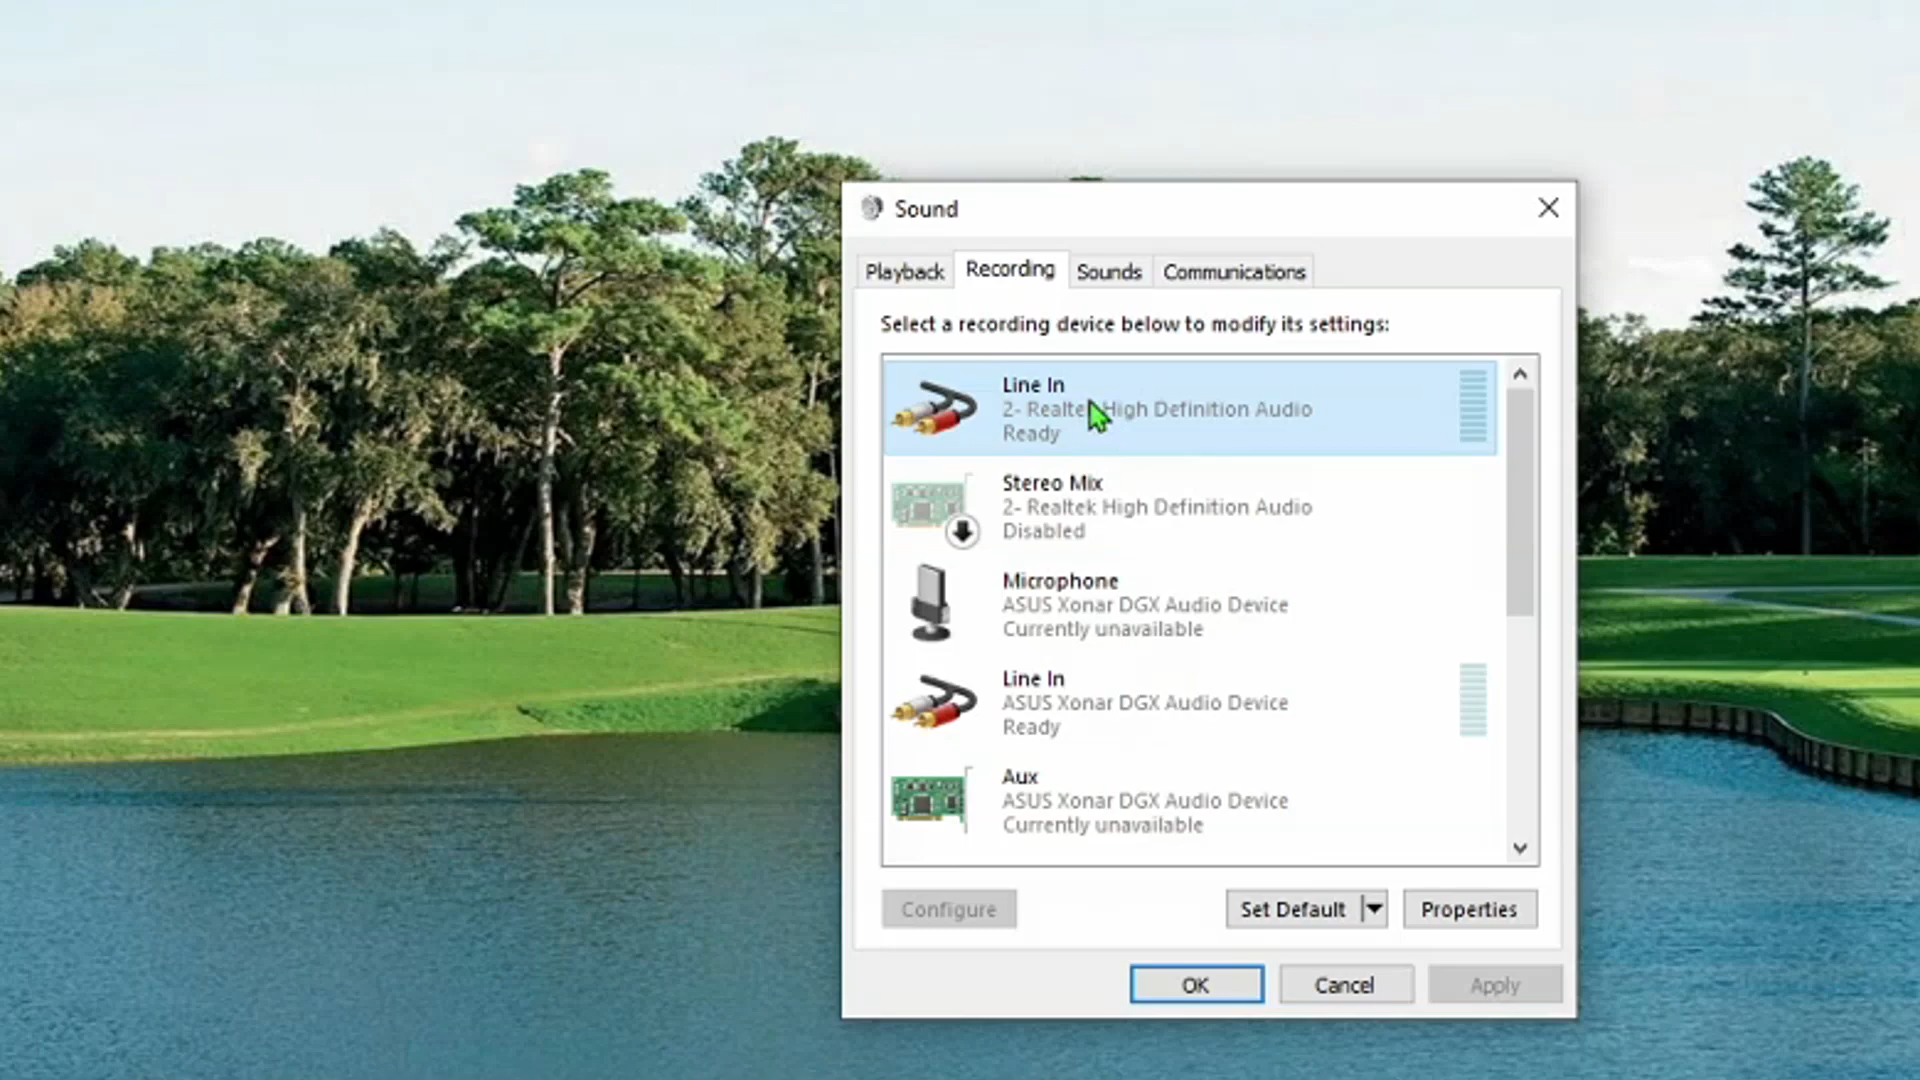 Sound
Playback
Recording
Sounds
Communications
Select a recording device below to modify its settings:
Line In
2- Realtek High Definition Audio
Ready
Stereo Mix
2- Realtek High Definition Audio
Disabled
Microphone
ASUS Xonar DGX Audio Device
Currently unavailable
Line In
ASUS Xonar DGX Audio Device
Ready
Aux
ASUS Xonar DGX Audio Device
Currently unavailable
Configure
Set Default
Properties
OK
Cancel
Apply